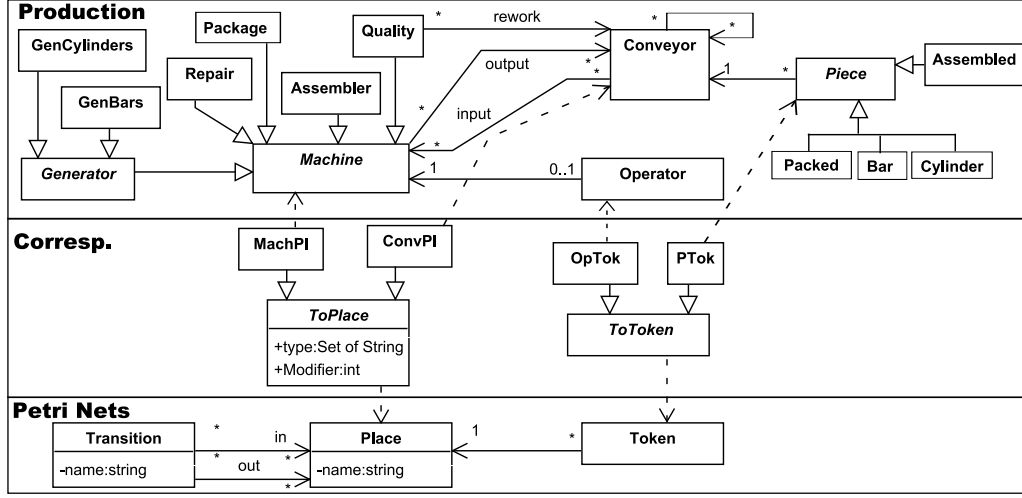 Production
GenCylinders
Package
Quality
*
rework
*
*
Conveyor
GenBars
Repair
Assembler
output
*
*
*
input
*
1
*
Piece
Assembled
Generator
Machine
1
0..1
Operator
Packed
Bar
Cylinder
Corresp.
MachPl
ConvPl
OpTok
PTok
ToPlace
+type:Set of String
+Modifier:int
ToToken
Petri Nets
Transition
-name:string
*
in
*
*
out
*
Place
-name:string
1
*
Token